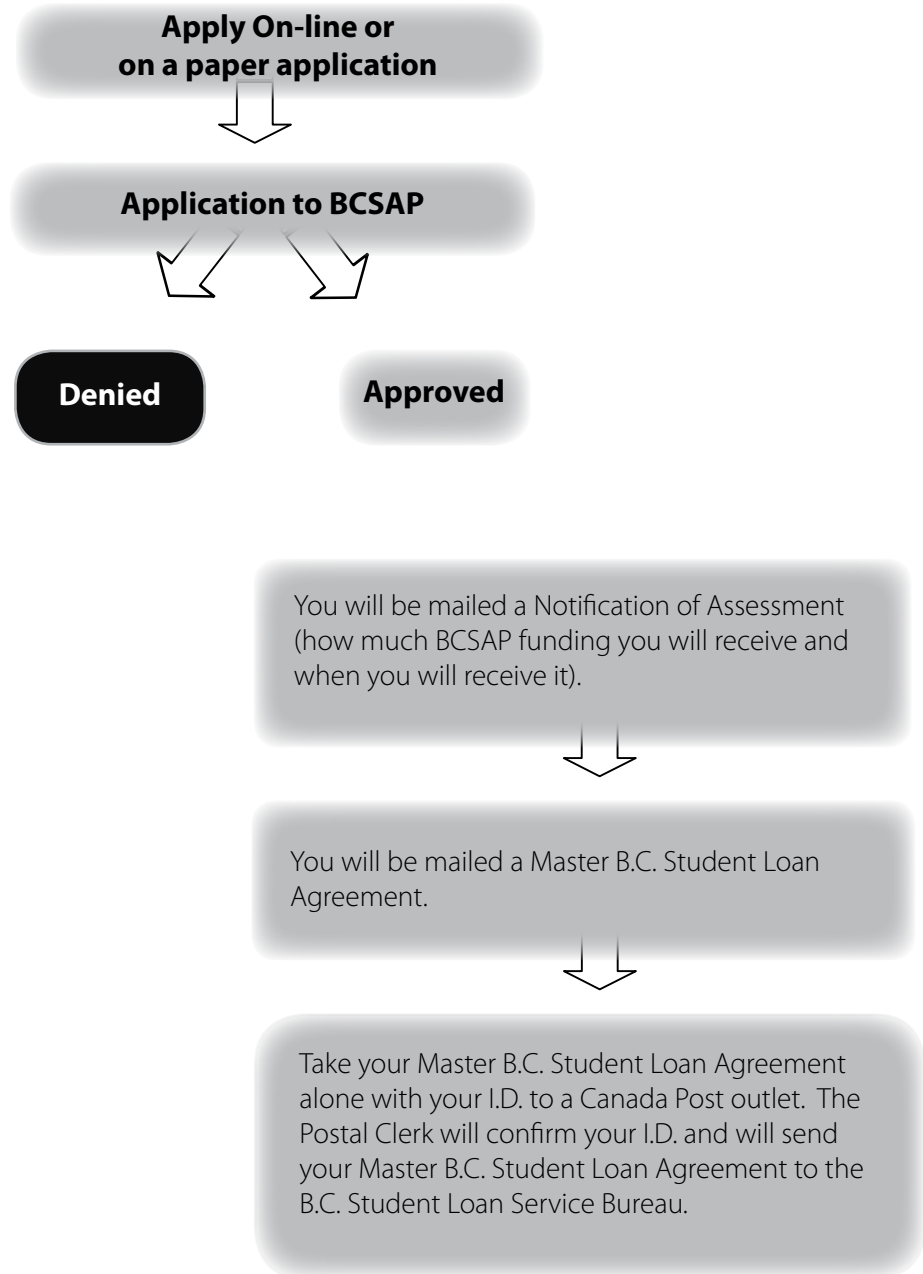 Apply On-line or
on a paper application
Application to BCSAP
Denied
Approved
You will be mailed a Notification of Assessment
(how much BCSAP funding you will receive and
when you will receive it).
You will be mailed a Master B.C. Student Loan
Agreement.
Take your Master B.C. Student Loan Agreement
alone with your I.D. to a Canada Post outlet.  The
Postal Clerk will confirm your I.D. and will send
your Master B.C. Student Loan Agreement to the
B.C. Student Loan Service Bureau.